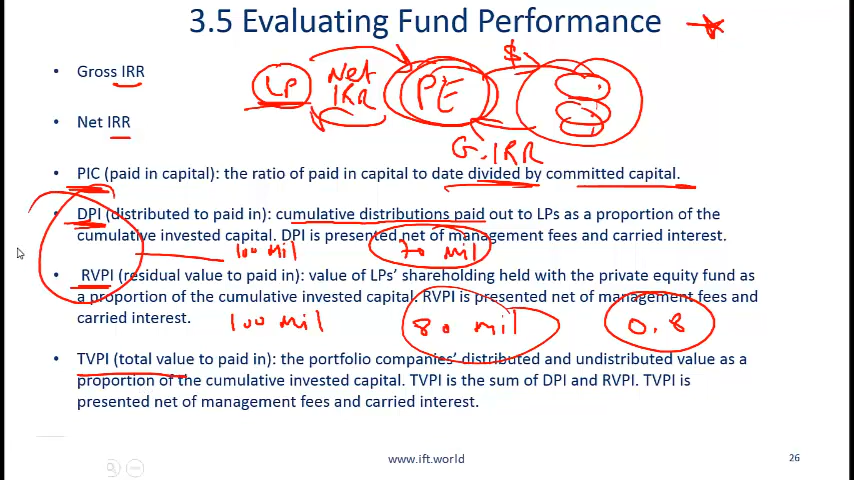 3.5 Evaluating Fund Performance
• Gross IRR
LP Net IRR PE $
• Net IRR
G. IRR
• PIC (paid in capital): the ratio of paid in capital to date divided by committed capital.
• DPI (distributed to paid in): cumulative distributions paid out to LPs as a proportion of the
cumulative invested capital. DPI is presented net of management fees and carried interest.
100 mil 70 mil
• RVPI (residual value to paid in): value of LPs' shareholding held with the private equity fund as
a proportion of the cumulative invested capital. RVPI is presented net of management fees and
carried interest.
100 mil 80 mil 0.8
• TVPI (total value to paid in): the portfolio companies' distributed and undistributed value as a
proportion of the cumulative invested capital. TVPI is the sum of DPI and RVPI. TVPI is
presented net of management fees and carried interest.
www.ift.world 26